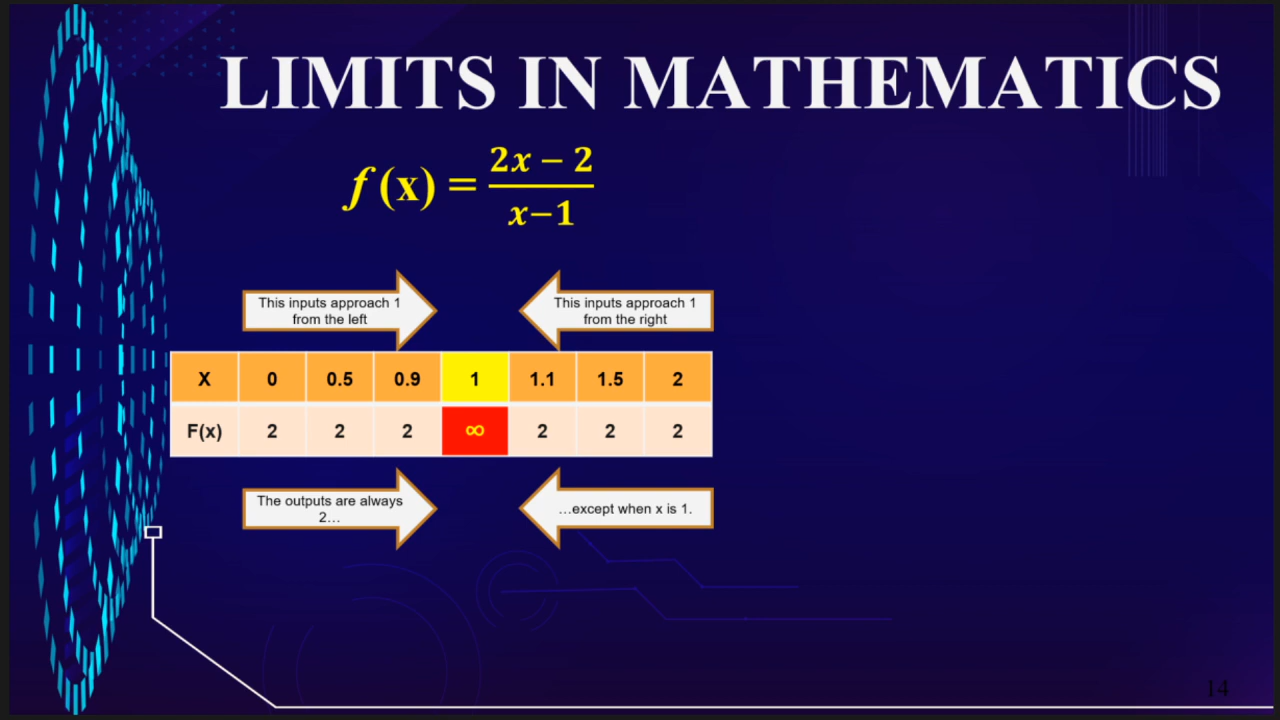 LIMITS IN MATHEMATICS
f (x) = 2x − 2 / x−1
This inputs approach 1
from the left
This inputs approach 1
from the right
X 0 0.5 0.9 1 1.1 1.5 2
F(x) 2 2 2 ∞ 2 2 2
The outputs are always
2…
…except when x is 1.
14